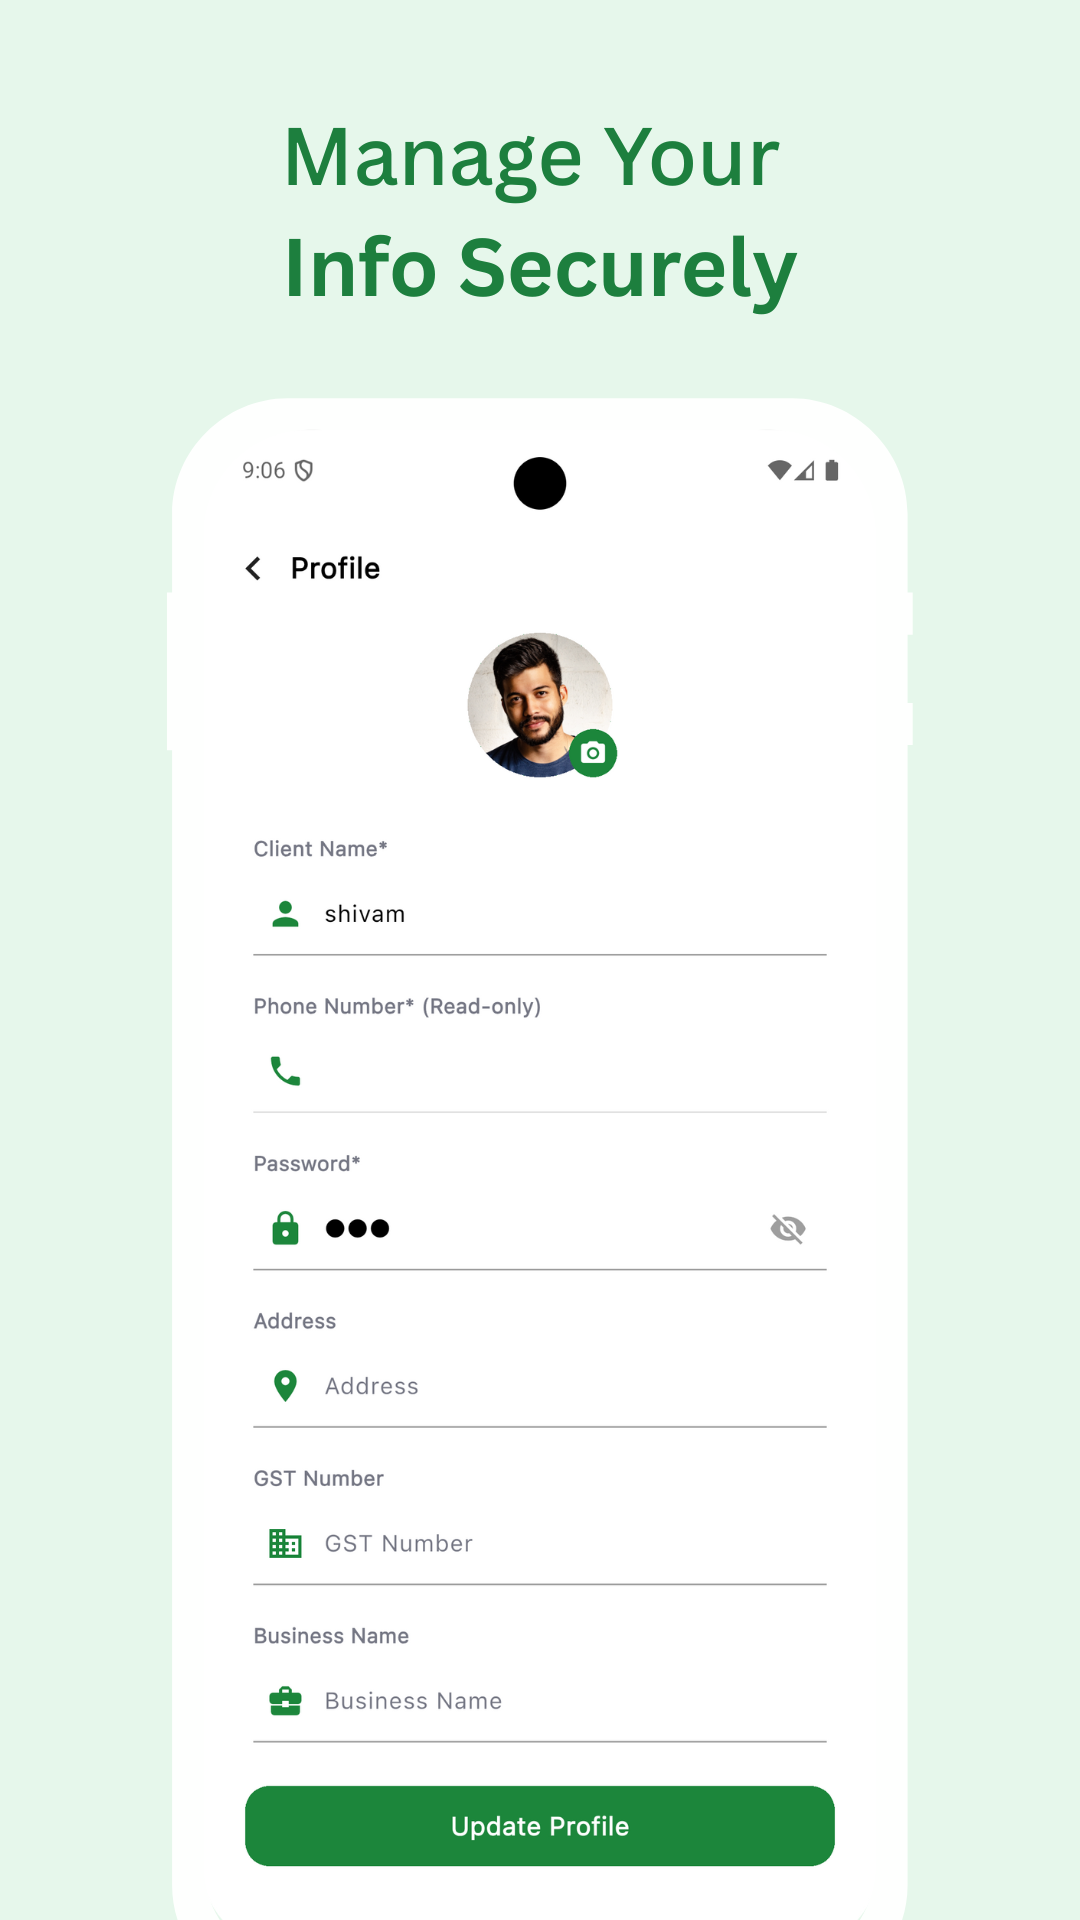 Manage Your
Info Securely
9:06
Profile
Client Name*
shivam
Phone Number* (Read-only)
Password*
Address
Address
GST Number
GST Number
Business Name
Business Name
Update Profile